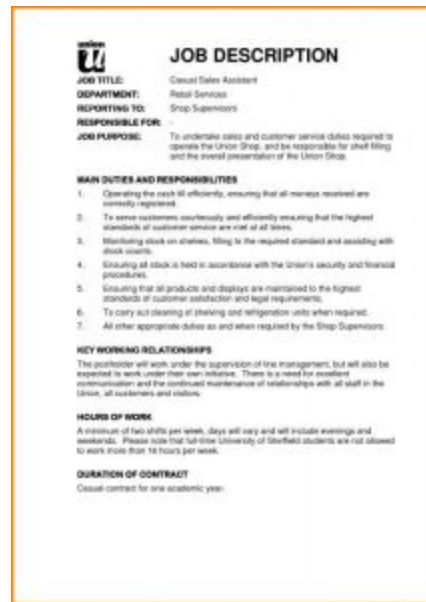 union
u
JOB DESCRIPTION
JOB TITLE: Casual Sales Assistant
DEPARTMENT: Retail Services
REPORTING TO: Shop Supervisors
RESPONSIBLE FOR: -
JOB PURPOSE: To undertake sales and customer service duties required to
operate the Union Shop, and be responsible for shelf filling
and the overall presentation of the Union Shop.
MAIN DUTIES AND RESPONSIBILITIES
1. Operating the cash till efficiently, ensuring that all moneys received are
correctly registered.
2. To serve customers courteously and efficiently ensuring that the highest
standards of customer service are met at all times.
3. Monitoring stock on shelves, filling to the required standard and assisting with
stock counts.
4. Ensuring all stock is held in accordance with the Union's security and financial
procedures.
5. Ensuring that all products and displays are maintained to the highest
standards of customer satisfaction and legal requirements.
6. To carry out cleaning of shelving and refrigeration units when required.
7. All other appropriate duties as and when required by the Shop Supervisors
KEY WORKING RELATIONSHIPS
The postholder will work under the supervision of line management, but will also be
expected to work under their own initiative. There is a need for excellent
communication and the continued maintenance of relationships with all staff in the
Union, all customers and visitors.
HOURS OF WORK
A minimum of two shifts per week, days will vary and will include evenings and
weekends. Please note that full-time University of Sheffield students are not allowed
to work more than 16 hours per week.
DURATION OF CONTRACT
Casual contract for one academic year.